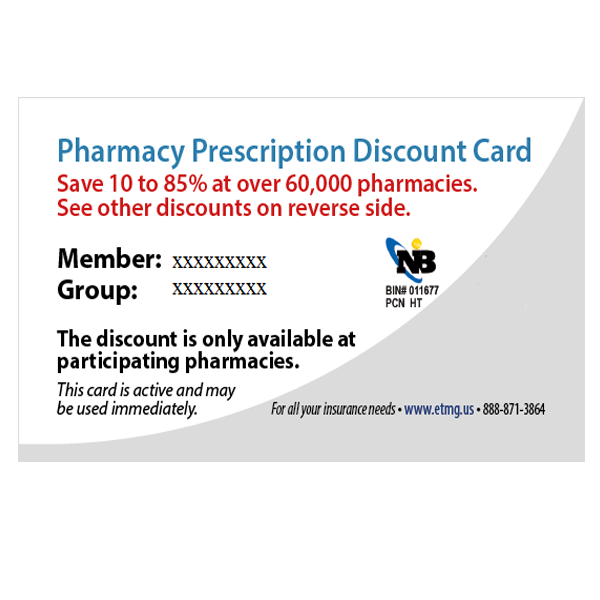 Pharmacy Prescription Discount Card
Save 10 to 85% at over 60,000 pharmacies.
See other discounts on reverse side.
Member: xxxxxxxxx
Group: xxxxxxxxx
NB
BIN# 011677
PCN HT
The discount is only available at
participating pharmacies.
This card is active and may
be used immediately.
For all your insurance needs • www.etmg.us • 888-871-3864